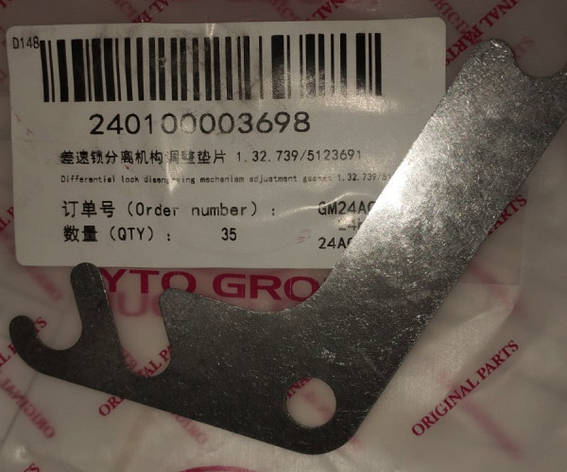 ORIGINAL PARTS
D148
240100003698
差速锁分离机构调整垫片 1.32.739/5123691
Differential lock disengaging mechanism adjustment gasket 1.32.739/5
订单号(Order number): GM24AC
数量(QTY): 35 24AC
YTO GRO
ORIGINAL PARTS